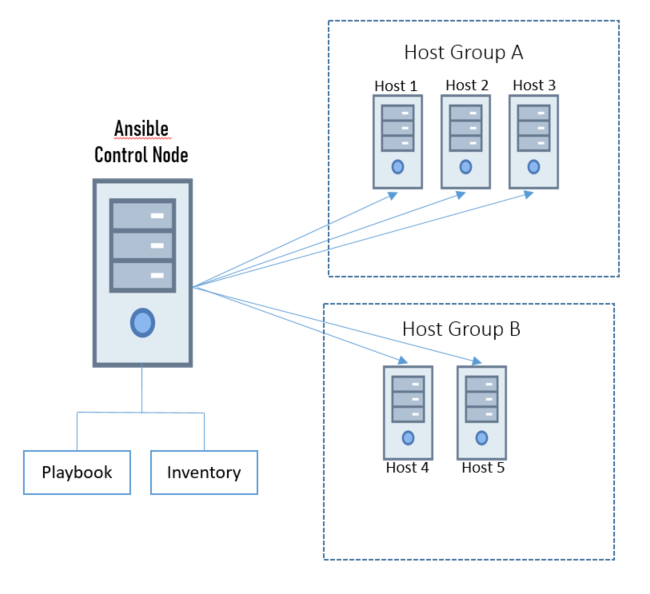 Ansible
Control Node
Playbook
Inventory
Host Group A
Host 1
Host 2
Host 3
Host Group B
Host 4
Host 5